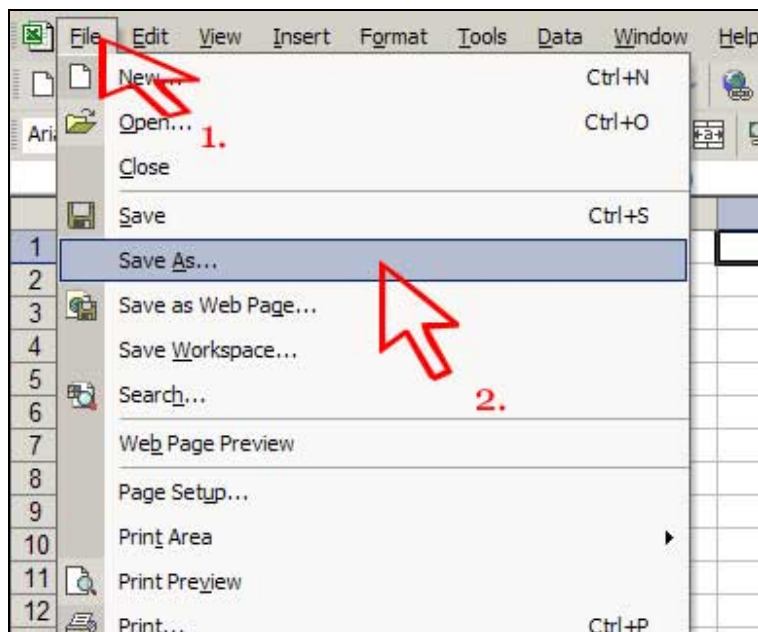 File Edit View Insert Format Tools Data Window Help
New... Ctrl+N
Open... Ctrl+O
1.
Ari
Close
Save Ctrl+S
1
Save As...
2
3
Save as Web Page...
4
Save Workspace...
5
Search...
2.
6
7
Web Page Preview
8
Page Setup...
9
10
Print Area
11
Print Preview
12
Print... Ctrl+P